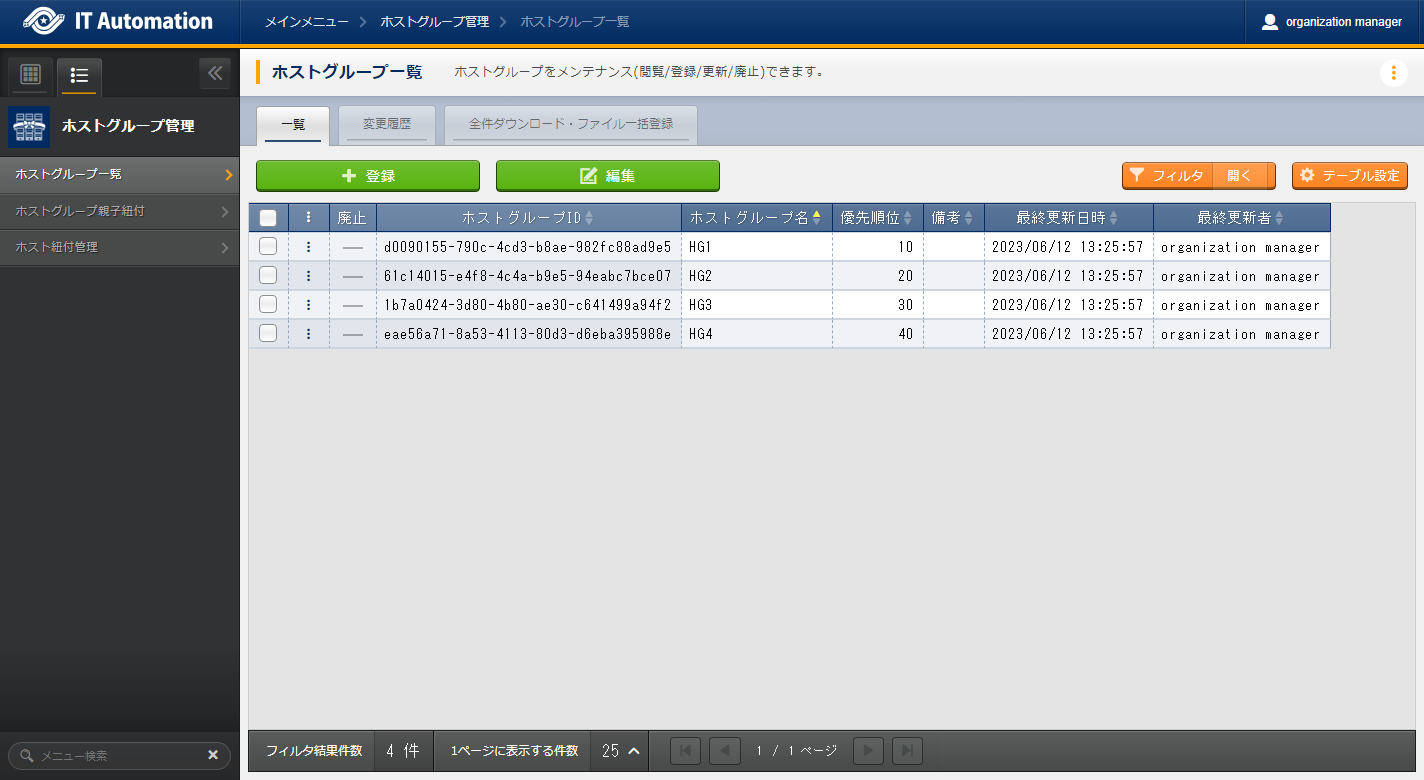 IT Automation
メインメニュー ホストグループ管理 ホストグループ一覧
organization manager
ホストグループ管理
ホストグループ一覧
ホストグループ親子紐付
ホスト紐付管理
メニュー検索
ホストグループ一覧 ホストグループをメンテナンス(閲覧/登録/更新/廃止)できます。
一覧 変更履歴 全件ダウンロード・ファイル一括登録
登録 編集 フィルタ 開く テーブル設定
廃止 ホストグループID ホストグループ名 優先順位 備考 最終更新日時 最終更新者
d0090155-790c-4cd3-b8ae-982fc88ad9e5 HG1 10 2023/06/12 13:25:57 organization manager
61c14015-e4f8-4c4a-b9e5-94eabc7bce07 HG2 20 2023/06/12 13:25:57 organization manager
1b7a0424-3d80-4b80-ae30-c641499a94f2 HG3 30 2023/06/12 13:25:57 organization manager
eae56a71-8a53-4113-80d3-d6eba395988e HG4 40 2023/06/12 13:25:57 organization manager
フィルタ結果件数 4 件 1ページに表示する件数 25 1 / 1 ページ